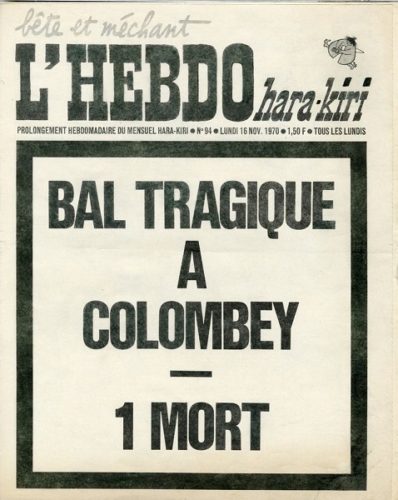 bête et méchant
L'HEBDO hara-kiri
PROLONGEMENT HEBDOMADAIRE DU MENSUEL HARA-KIRI ● N° 94 ● LUNDI 16 NOV. 1970 ● 1,50 F ● TOUS LES LUNDIS
BAL TRAGIQUE
A
COLOMBEY
—
1 MORT